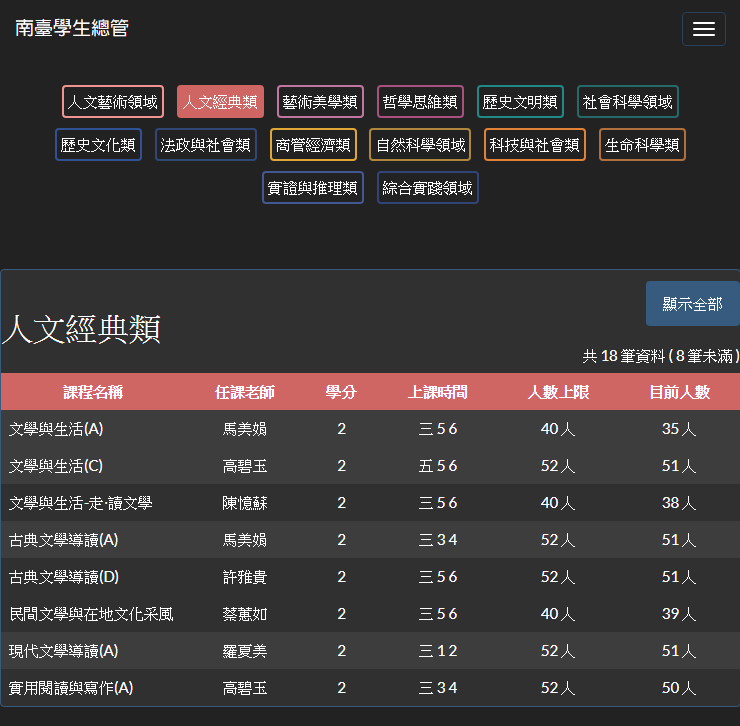 南臺學生總管
人文藝術領域 人文經典類 藝術美學類 哲學思維類 歷史文明類 社會科學領域
歷史文化類 法政與社會類 商管經濟類 自然科學領域 科技與社會類 生命科學類
實證與推理類 綜合實踐領域
顯示全部
人文經典類
共 18 筆資料 ( 8 筆未滿 )
課程名稱 任課老師 學分 上課時間 人數上限 目前人數
文學與生活(A) 馬美娟 2 三 5 6 40 人 35 人
文學與生活(C) 高碧玉 2 五 5 6 52 人 51 人
文學與生活-走‧讀文學 陳憶蘇 2 三 5 6 40 人 38 人
古典文學導讀(A) 馬美娟 2 三 3 4 52 人 51 人
古典文學導讀(D) 許雅貴 2 三 5 6 52 人 51 人
民間文學與在地文化采風 蔡蕙如 2 三 5 6 40 人 39 人
現代文學導讀(A) 羅夏美 2 三 1 2 52 人 51 人
實用閱讀與寫作(A) 高碧玉 2 三 3 4 52 人 50 人